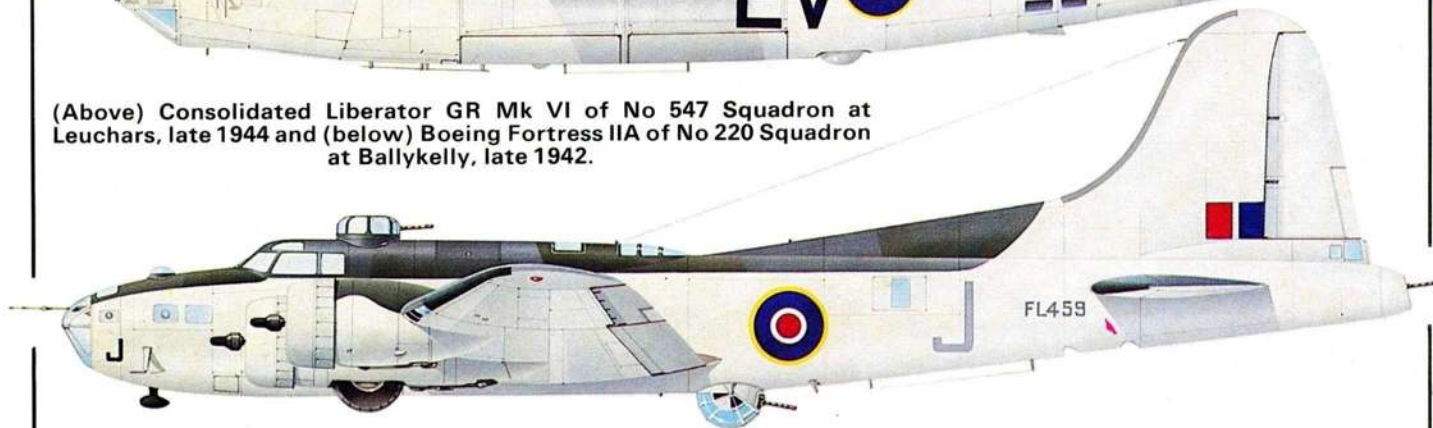 EV
(Above) Consolidated Liberator GR Mk VI of No 547 Squadron at
Leuchars, late 1944 and (below) Boeing Fortress IIA of No 220 Squadron
at Ballykelly, late 1942.
J
J
FL459